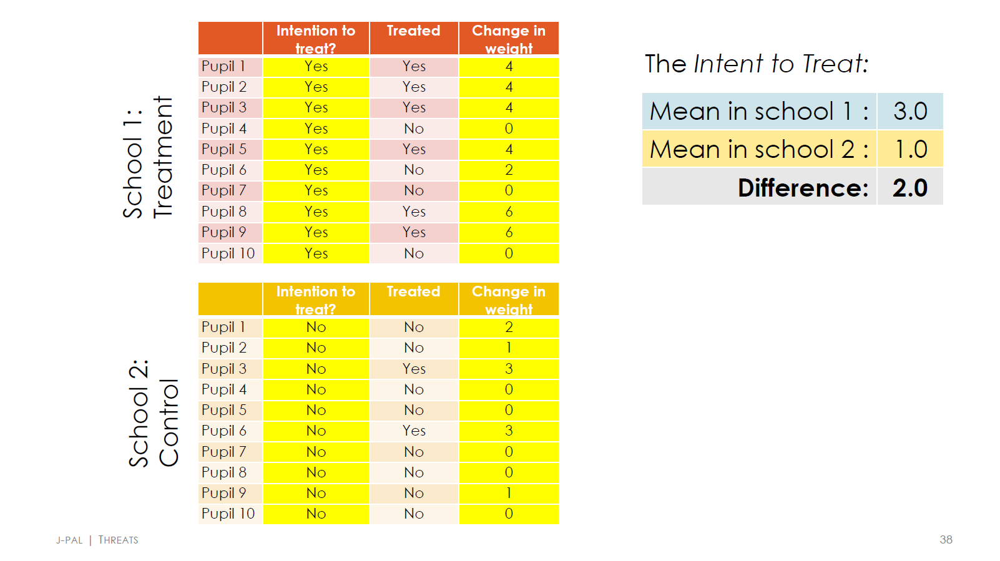 School 1:
Treatment
Intention to treat? Treated Change in weight
Pupil 1 Yes Yes 4
Pupil 2 Yes Yes 4
Pupil 3 Yes Yes 4
Pupil 4 Yes No 0
Pupil 5 Yes Yes 4
Pupil 6 Yes No 2
Pupil 7 Yes No 0
Pupil 8 Yes Yes 6
Pupil 9 Yes Yes 6
Pupil 10 Yes No 0
School 2:
Control
Intention to treat? Treated Change in weight
Pupil 1 No No 2
Pupil 2 No No 1
Pupil 3 No Yes 3
Pupil 4 No No 0
Pupil 5 No No 0
Pupil 6 No Yes 3
Pupil 7 No No 0
Pupil 8 No No 0
Pupil 9 No No 1
Pupil 10 No No 0
The Intent to Treat:
Mean in school 1 : 3.0
Mean in school 2 : 1.0
Difference: 2.0
J-PAL | THREATS
38